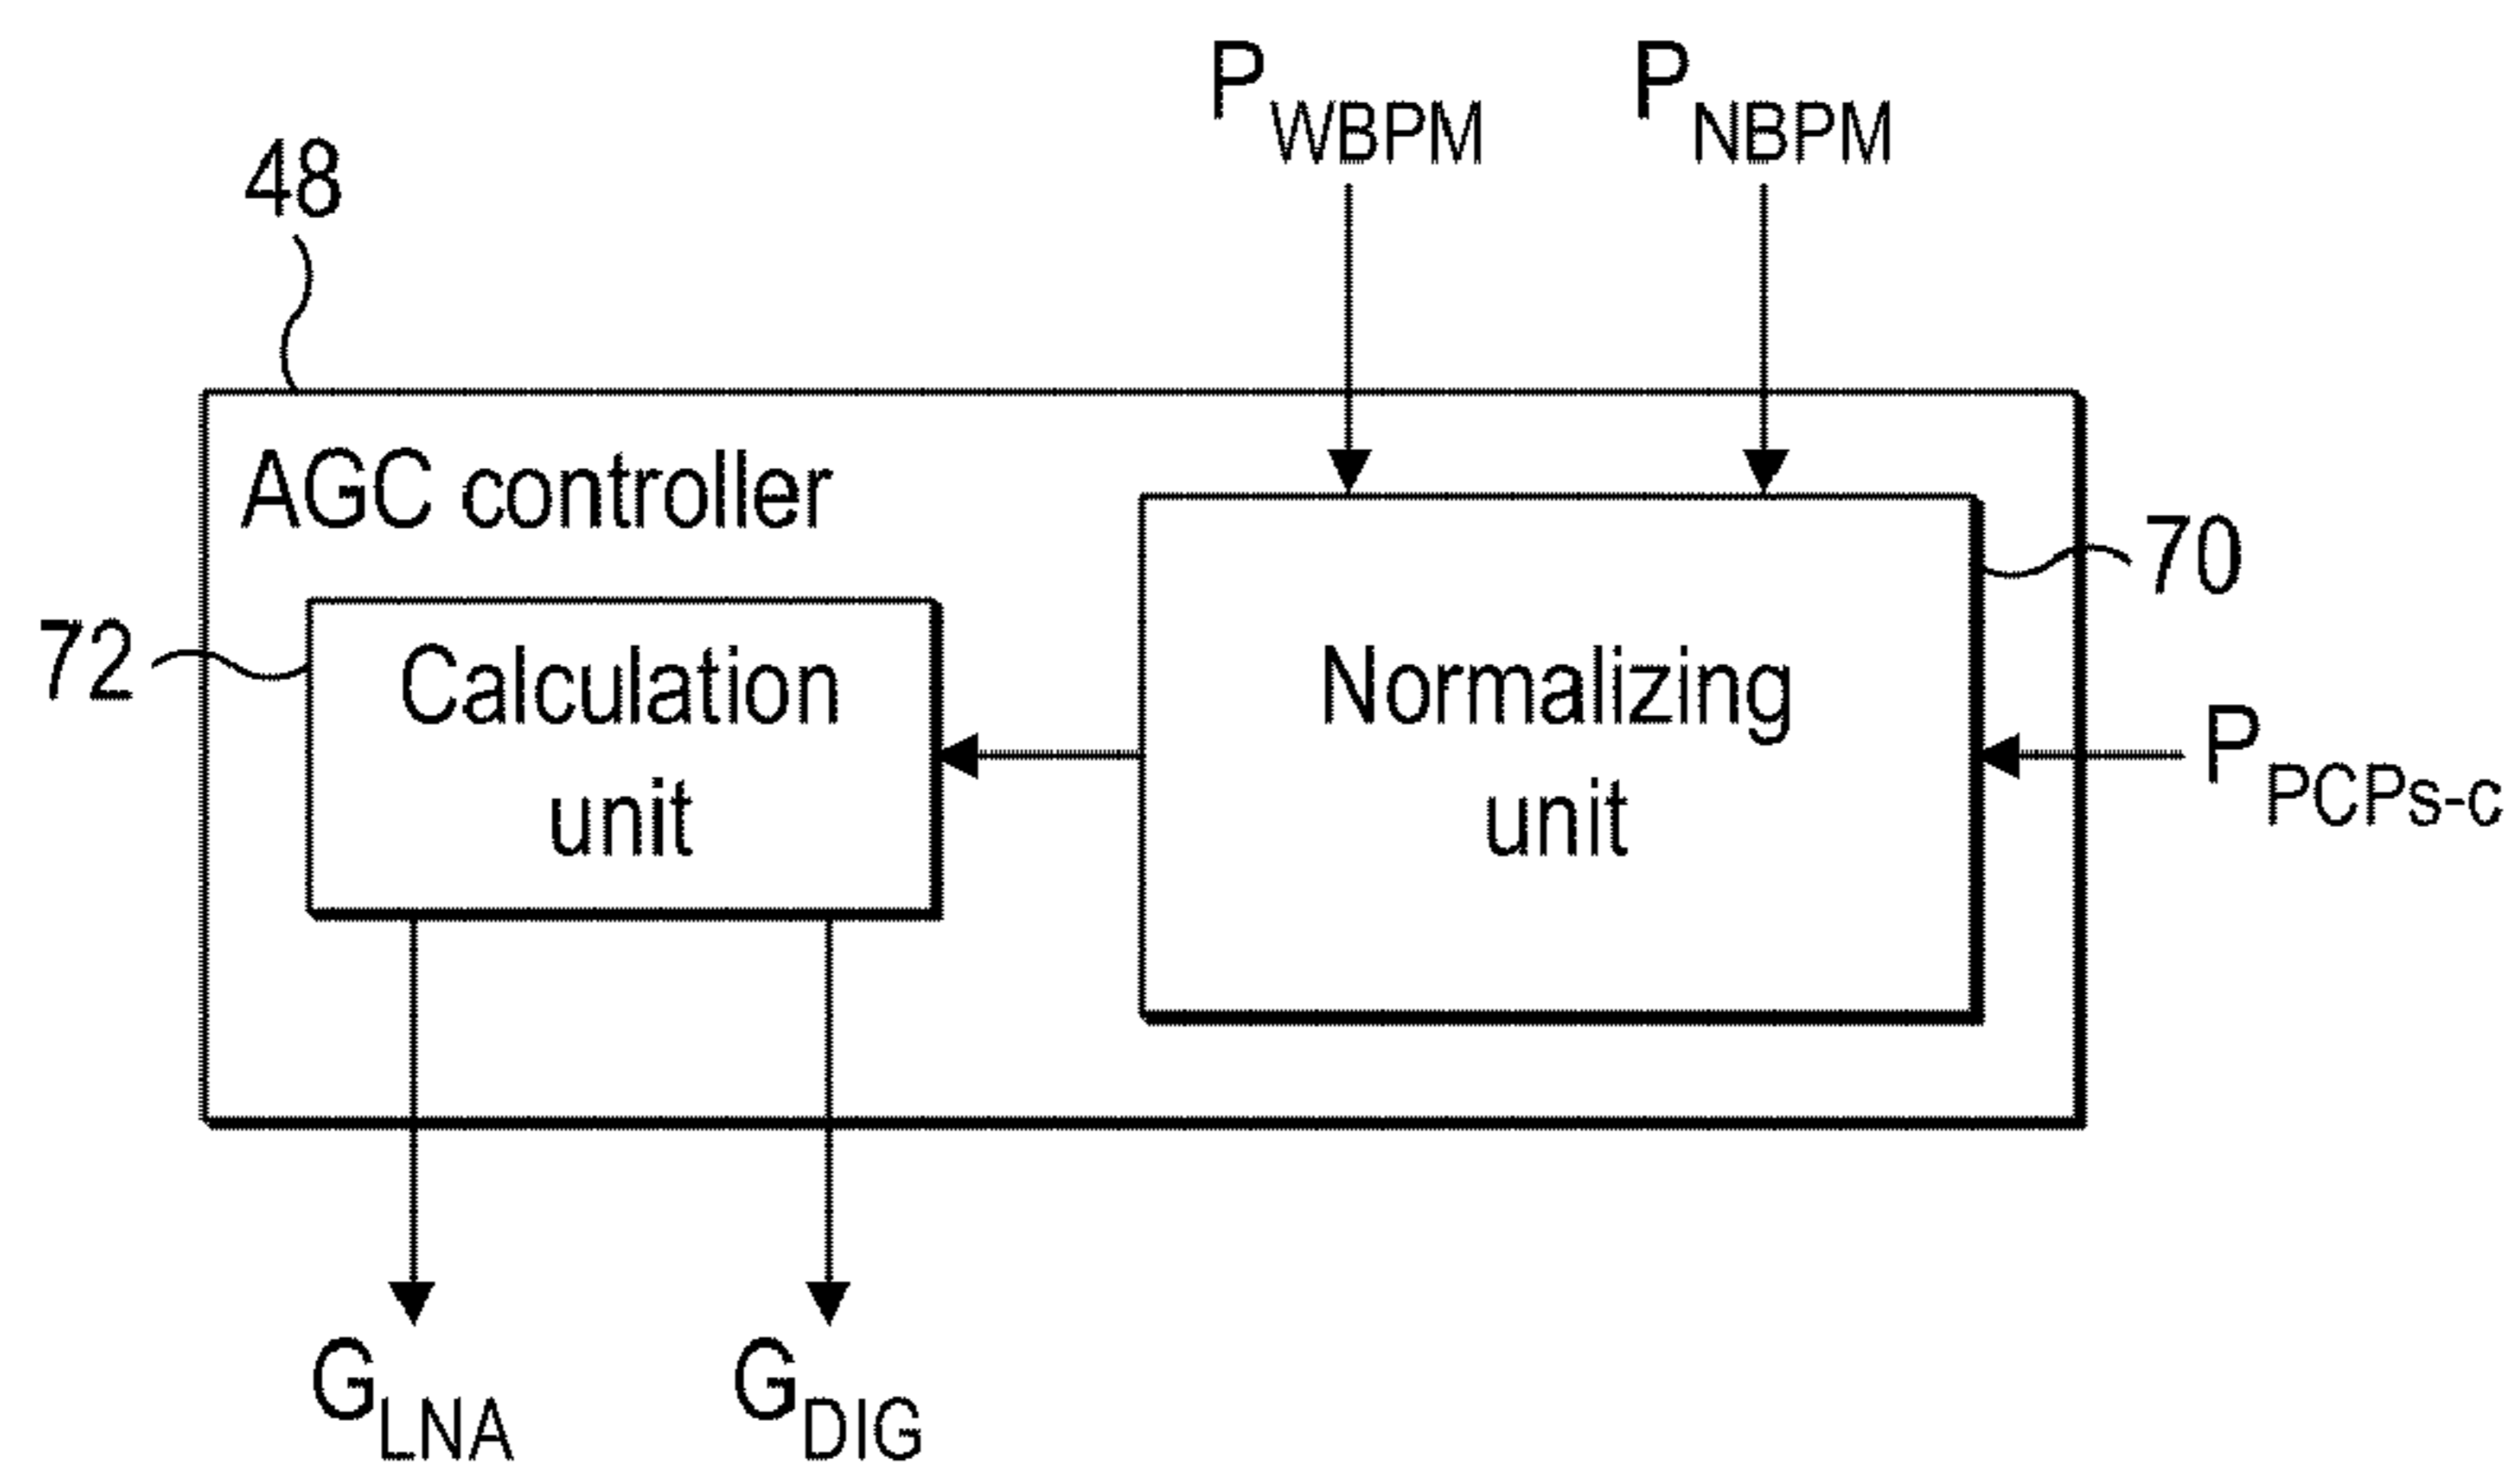 P WBPM P NBPM
48
AGC controller
70
72
Calculation
unit
Normalizing
unit
P PCPs-c
G LNA G DIG